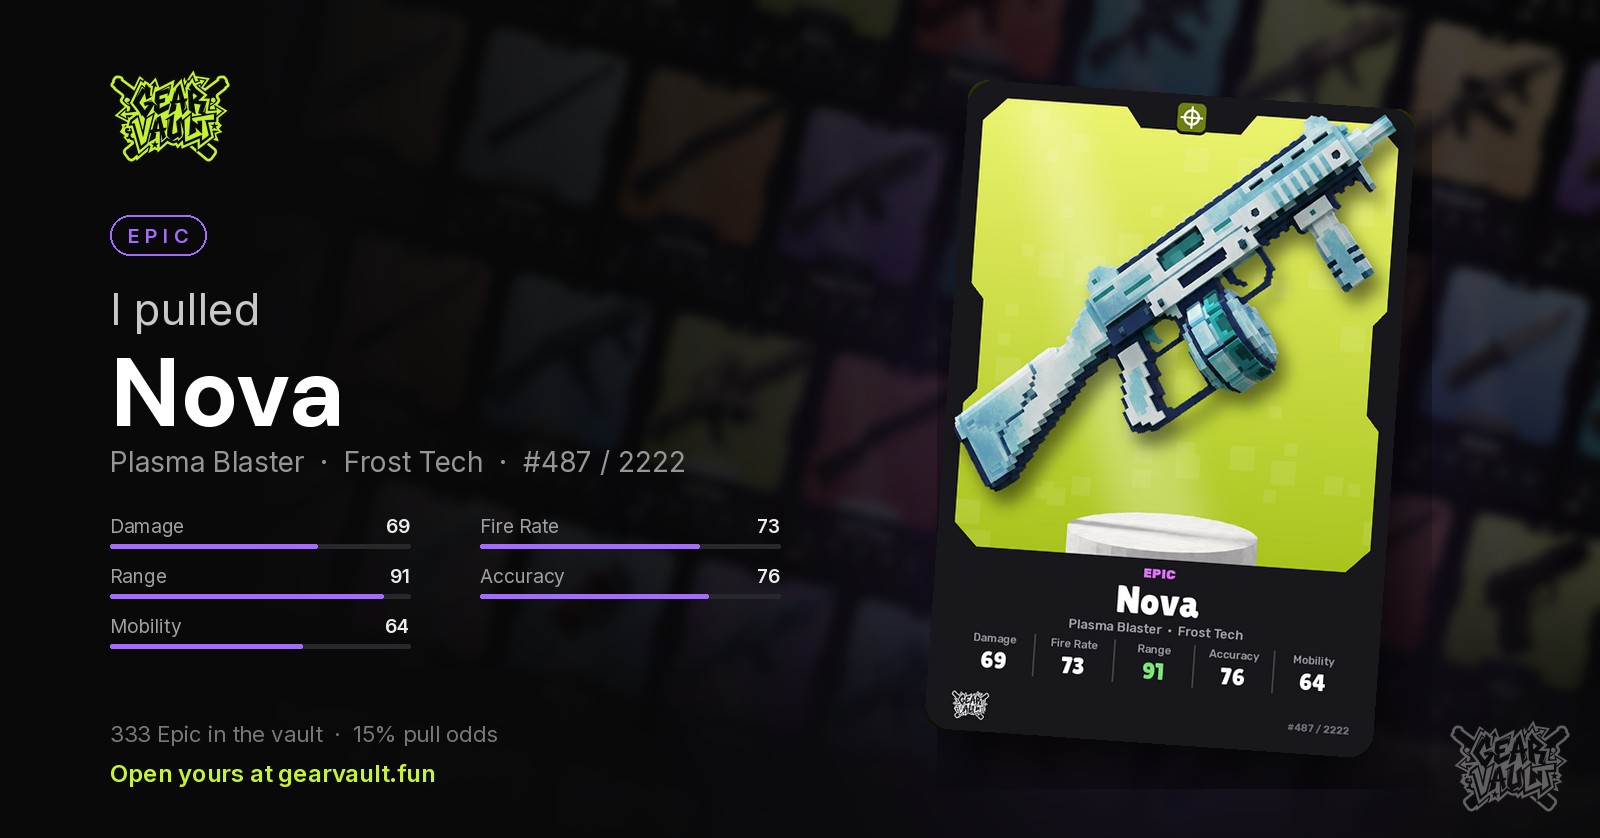 GEAR
VAULT
EPIC
I pulled
Nova
Plasma Blaster · Frost Tech · #487 / 2222
Damage 69
Fire Rate 73
Range 91
Accuracy 76
Mobility 64
333 Epic in the vault · 15% pull odds
Open yours at gearvault.fun
EPIC
Nova
Plasma Blaster • Frost Tech
Damage Fire Rate Range Accuracy Mobility
69 73 91 76 64
GEAR
VAULT
#487 / 2222
GEAR
VAULT